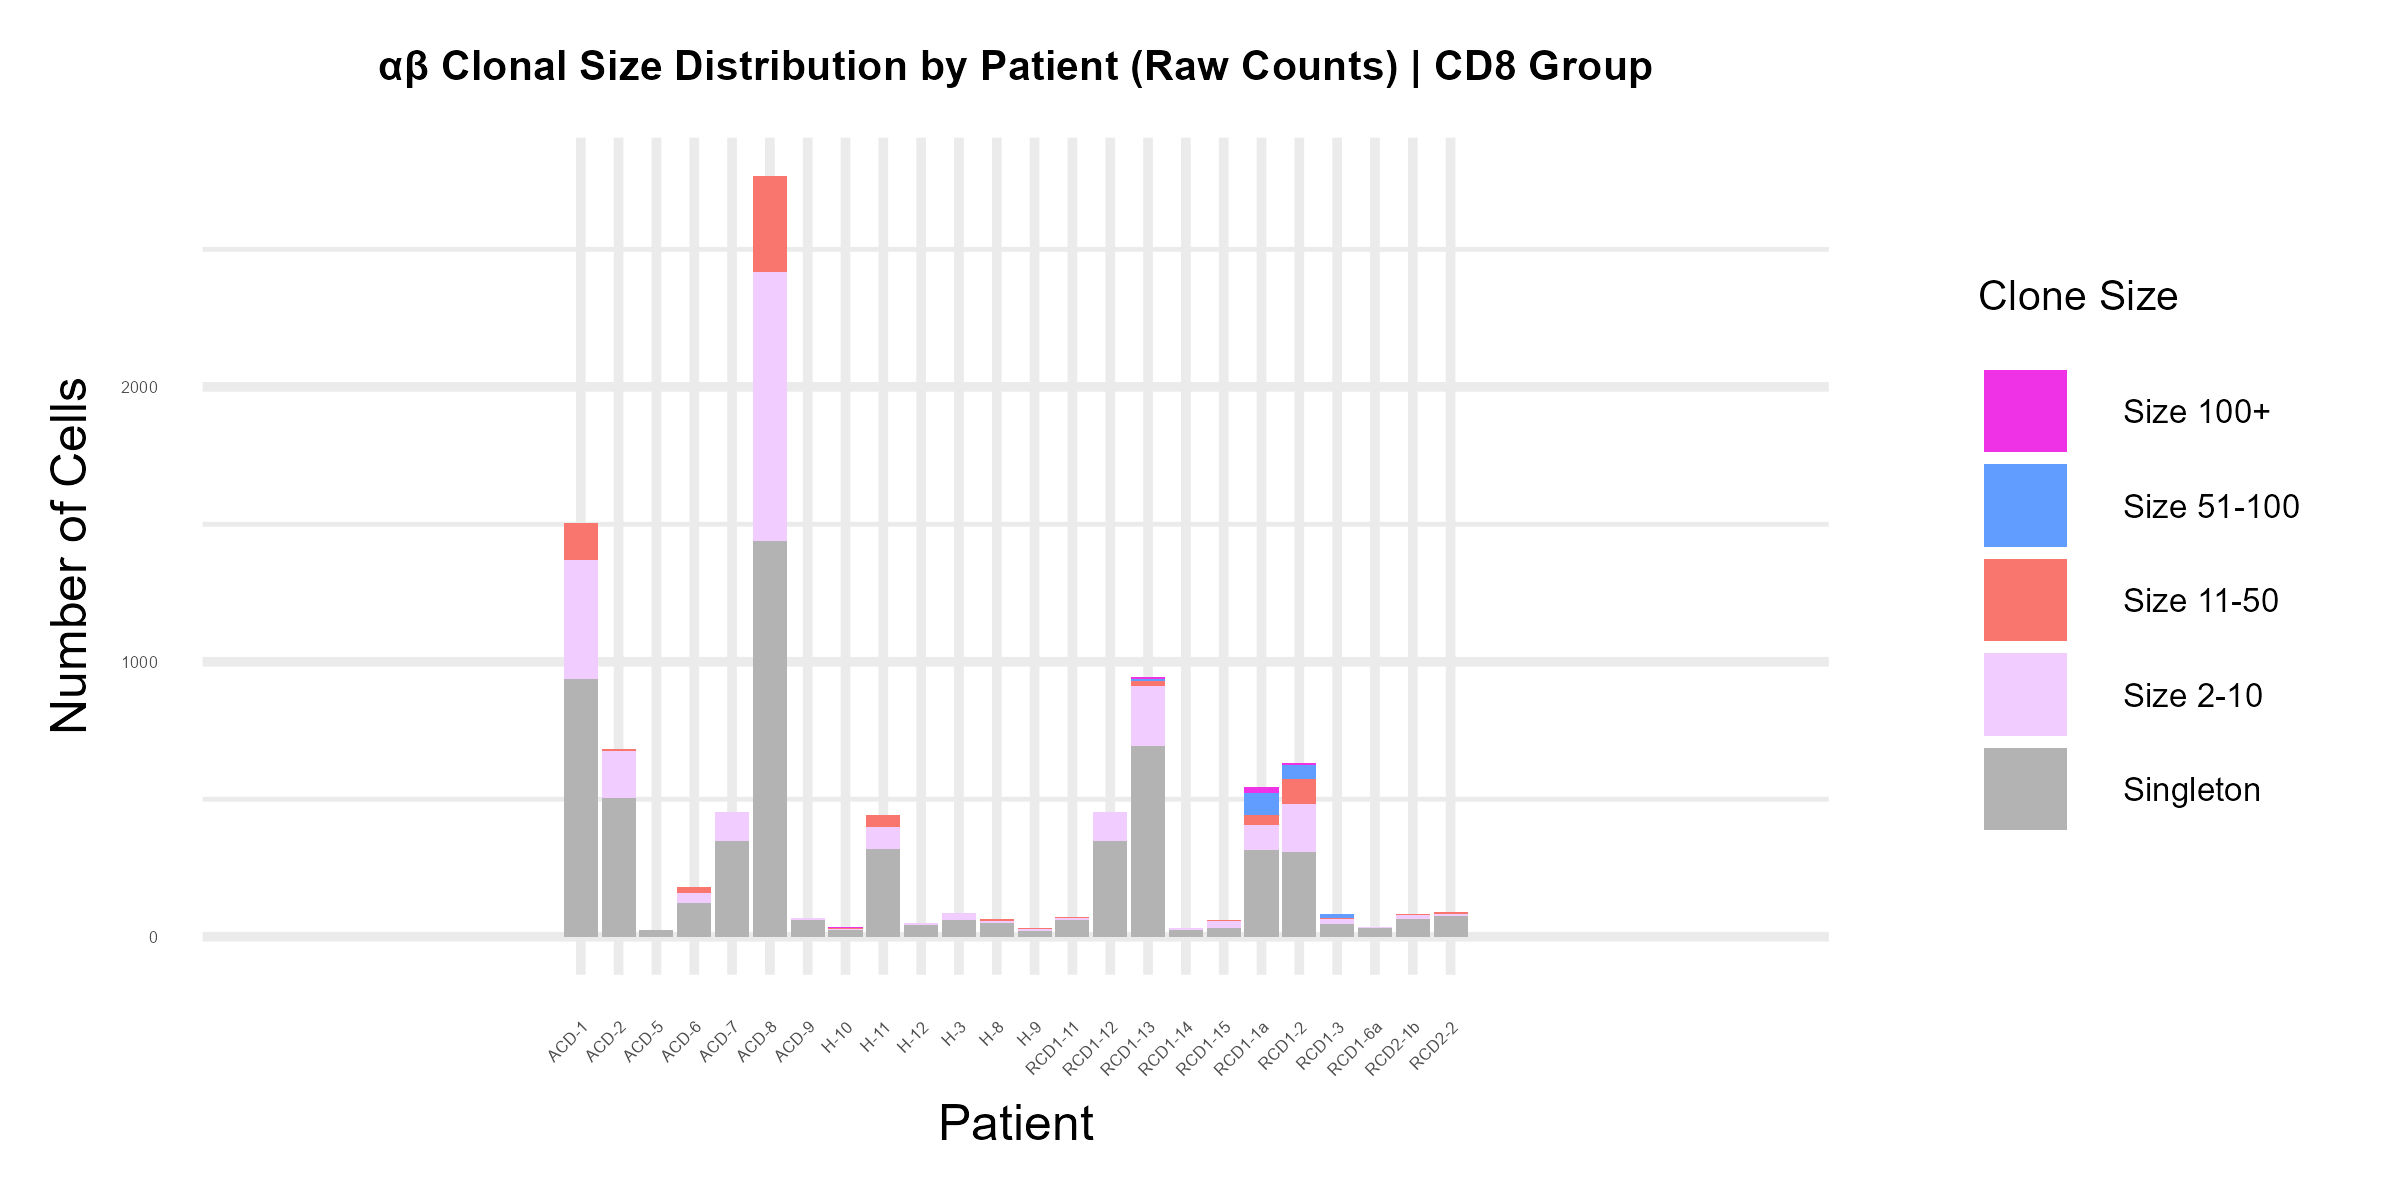 αβ Clonal Size Distribution by Patient (Raw Counts) | CD8 Group
Number of Cells
2000
1000
0
ACD-1
ACD-2
ACD-5
ACD-6
ACD-7
ACD-8
ACD-9
H-10
H-11
H-12
H-3
H-8
H-9
RCD1-11
RCD1-12
RCD1-13
RCD1-14
RCD1-15
RCD1-1a
RCD1-2
RCD1-3
RCD1-6a
RCD2-1b
RCD2-2
Patient
Clone Size
Size 100+
Size 51-100
Size 11-50
Size 2-10
Singleton